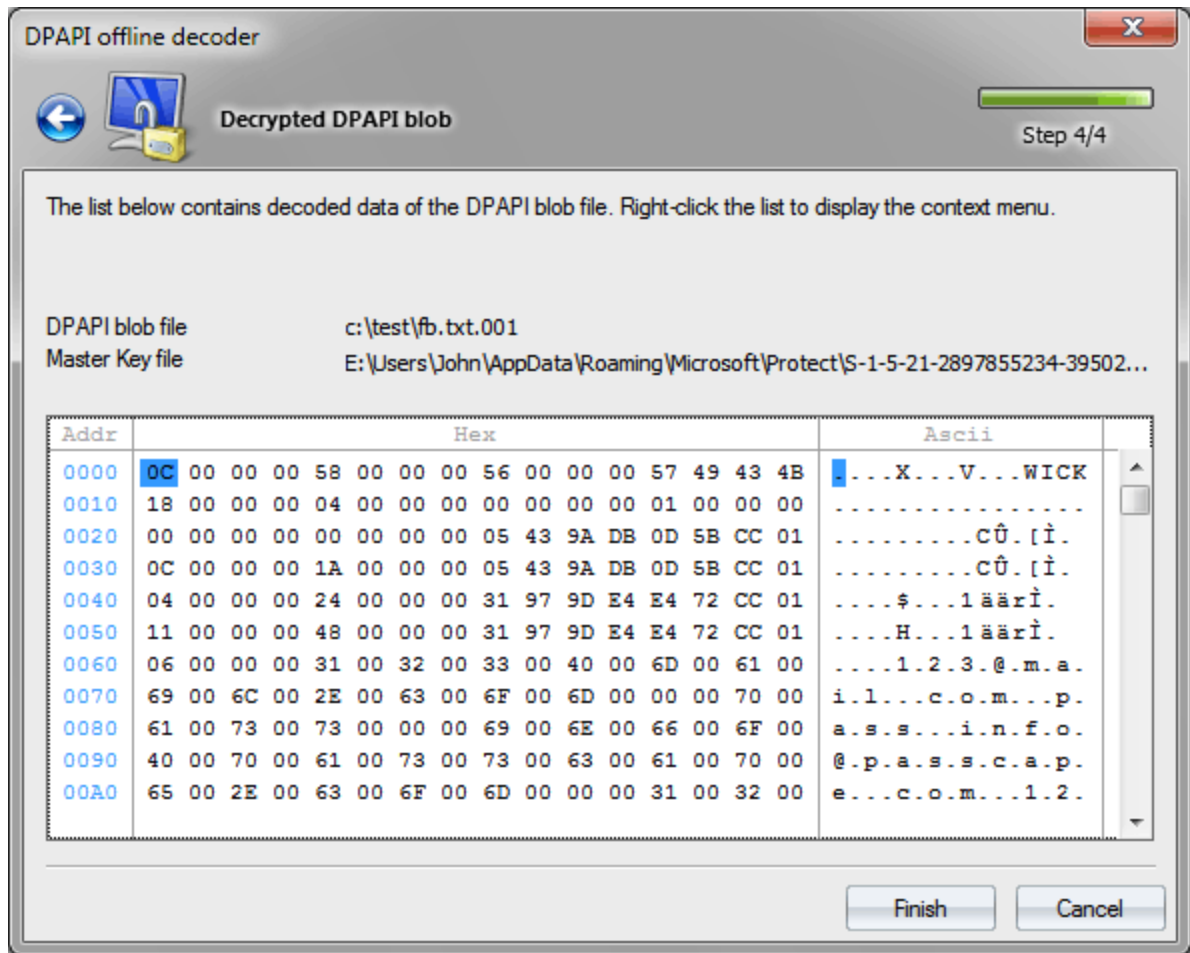 DPAPI offline decoder
X
Decrypted DPAPI blob
Step 4/4
The list below contains decoded data of the DPAPI blob file. Right-click the list to display the context menu.
DPAPI blob file c:\test\fb.txt.001
Master Key file E:\Users\John\AppData\Roaming\Microsoft\Protect\S-1-5-21-2897855234-39502...
Addr Hex Ascii
0000 0C 00 00 00 58 00 00 00 56 00 00 00 57 49 43 4B ....X...V...WICK
0010 18 00 00 00 04 00 00 00 00 00 00 00 01 00 00 00 ................
0020 00 00 00 00 00 00 00 00 05 43 9A DB 0D 5B CC 01 .........CÛ.[Ì.
0030 0C 00 00 00 1A 00 00 00 05 43 9A DB 0D 5B CC 01 .........CÛ.[Ì.
0040 04 00 00 00 24 00 00 00 31 97 9D E4 E4 72 CC 01 ....$...1äärÌ.
0050 11 00 00 00 48 00 00 00 31 97 9D E4 E4 72 CC 01 ....H...1äärÌ.
0060 06 00 00 00 31 00 32 00 33 00 40 00 6D 00 61 00 ....1.2.3.@.m.a.
0070 69 00 6C 00 2E 00 63 00 6F 00 6D 00 00 00 70 00 i.l...c.o.m...p.
0080 61 00 73 00 73 00 00 00 69 00 6E 00 66 00 6F 00 a.s.s...i.n.f.o.
0090 40 00 70 00 61 00 73 00 73 00 63 00 61 00 70 00 @.p.a.s.s.c.a.p.
00A0 65 00 2E 00 63 00 6F 00 6D 00 00 00 31 00 32 00 e...c.o.m...1.2.
Finish Cancel